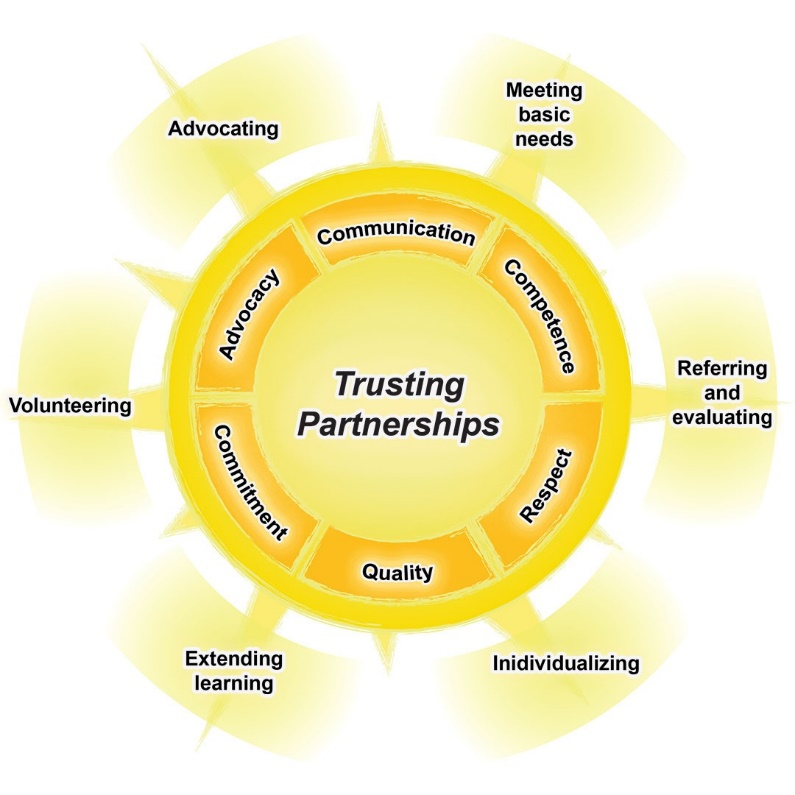 Meeting
basic
needs
Advocating
Communication
Competence
Advocacy
Trusting
Partnerships
Referring
and
evaluating
Volunteering
Commitment
Respect
Quality
Extending
learning
Inidividualizing